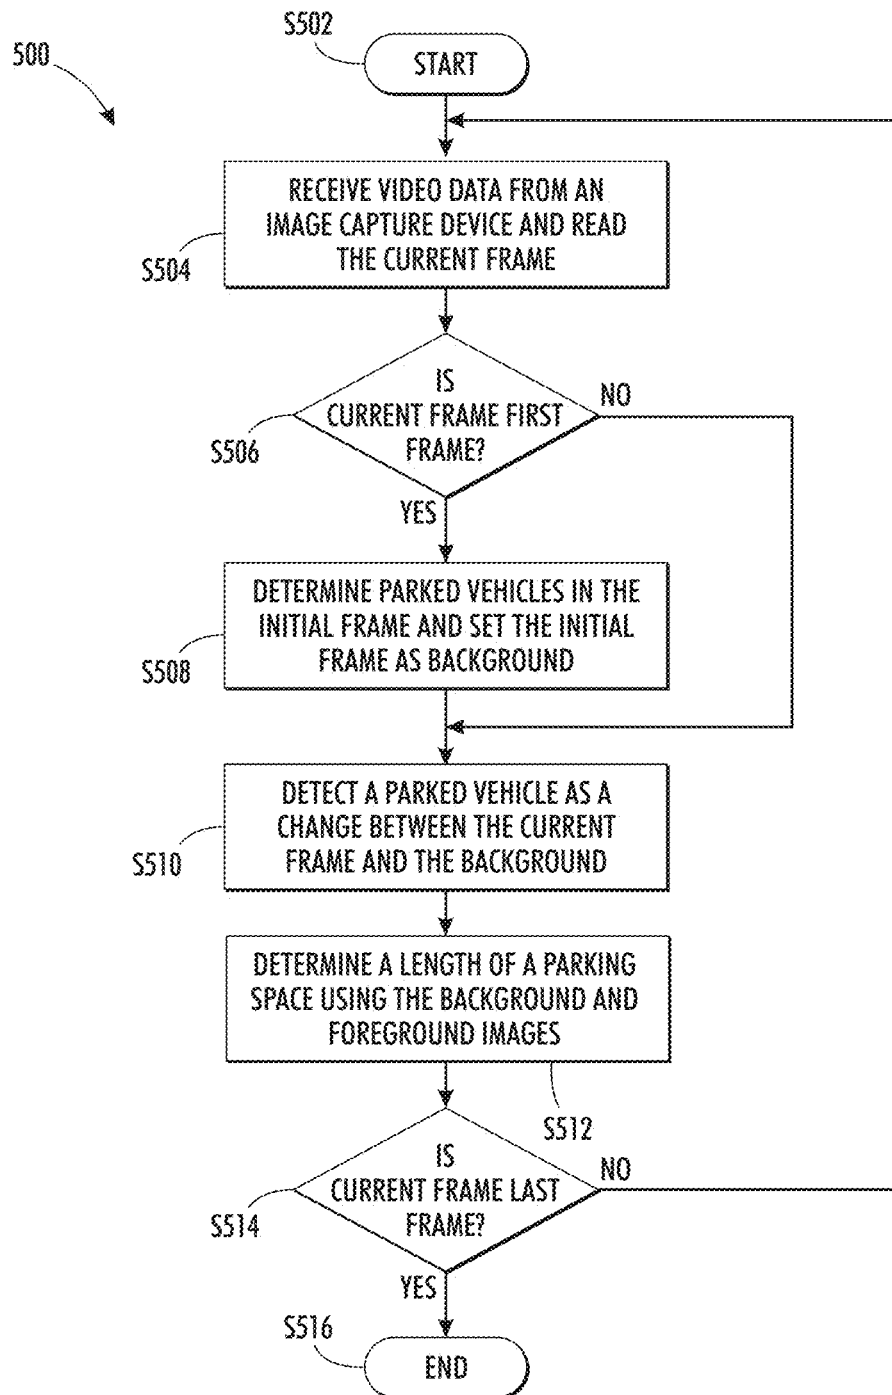 S502
500
START
RECEIVE VIDEO DATA FROM AN
IMAGE CAPTURE DEVICE AND READ
THE CURRENT FRAME
S504
IS
CURRENT FRAME FIRST
FRAME?
NO
S506
YES
DETERMINE PARKED VEHICLES IN THE
INITIAL FRAME AND SET THE INITIAL
FRAME AS BACKGROUND
S508
DETECT A PARKED VEHICLE AS A
CHANGE BETWEEN THE CURRENT
FRAME AND THE BACKGROUND
S510
DETERMINE A LENGTH OF A PARKING
SPACE USING THE BACKGROUND AND
FOREGROUND IMAGES
S512
IS
CURRENT FRAME LAST
FRAME?
NO
S514
YES
S516
END